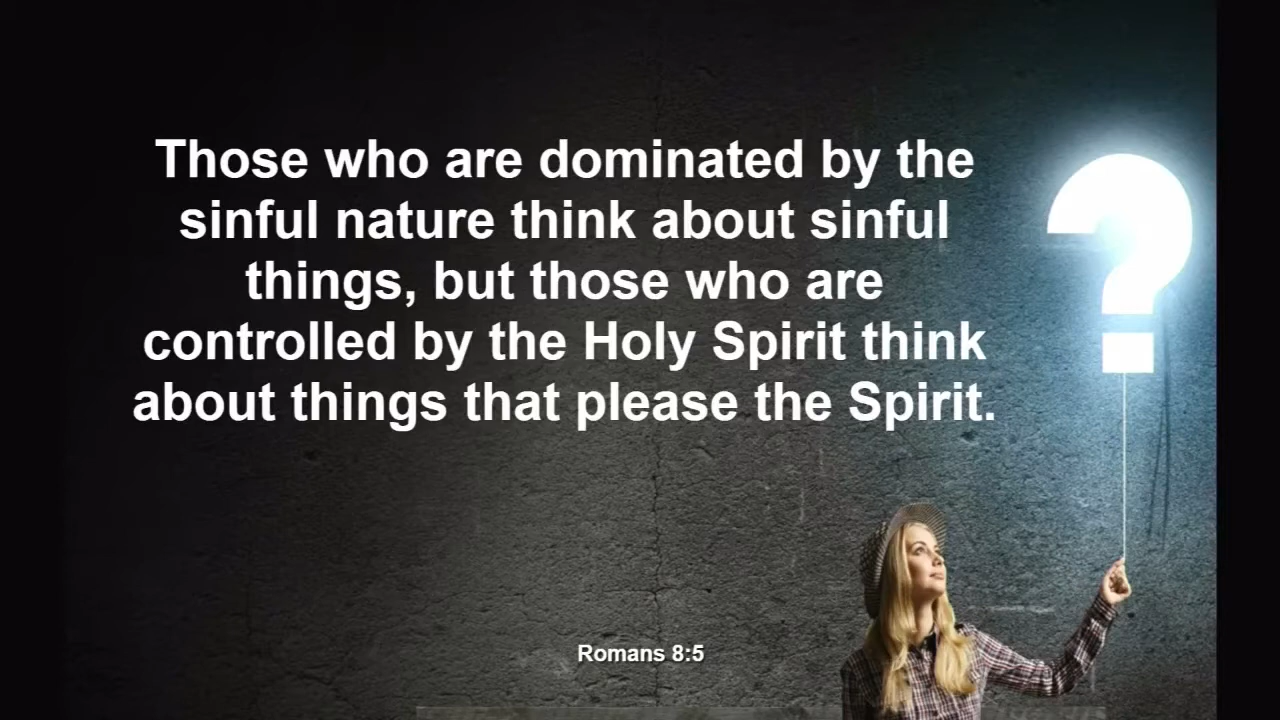 Those who are dominated by the
sinful nature think about sinful
things, but those who are
controlled by the Holy Spirit think
about things that please the Spirit.
?
Romans 8:5